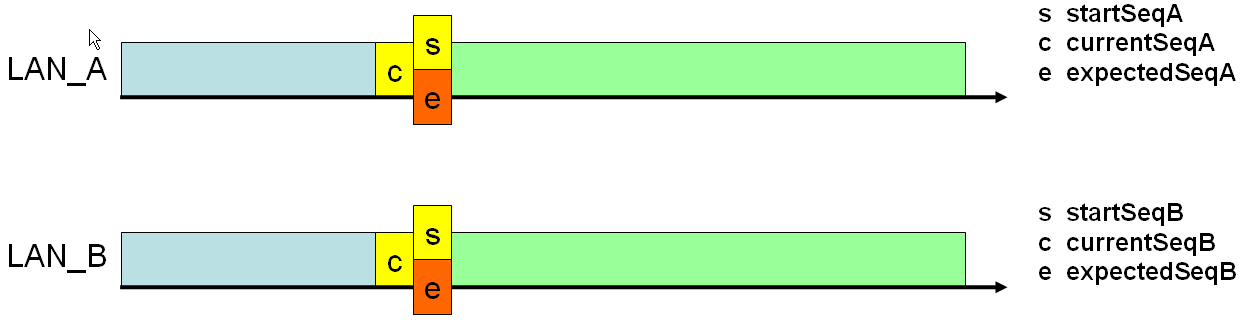 s startSeqA
c currentSeqA
e expectedSeqA
LAN_A
c
s
e
s startSeqB
c currentSeqB
e expectedSeqB
LAN_B
c
s
e